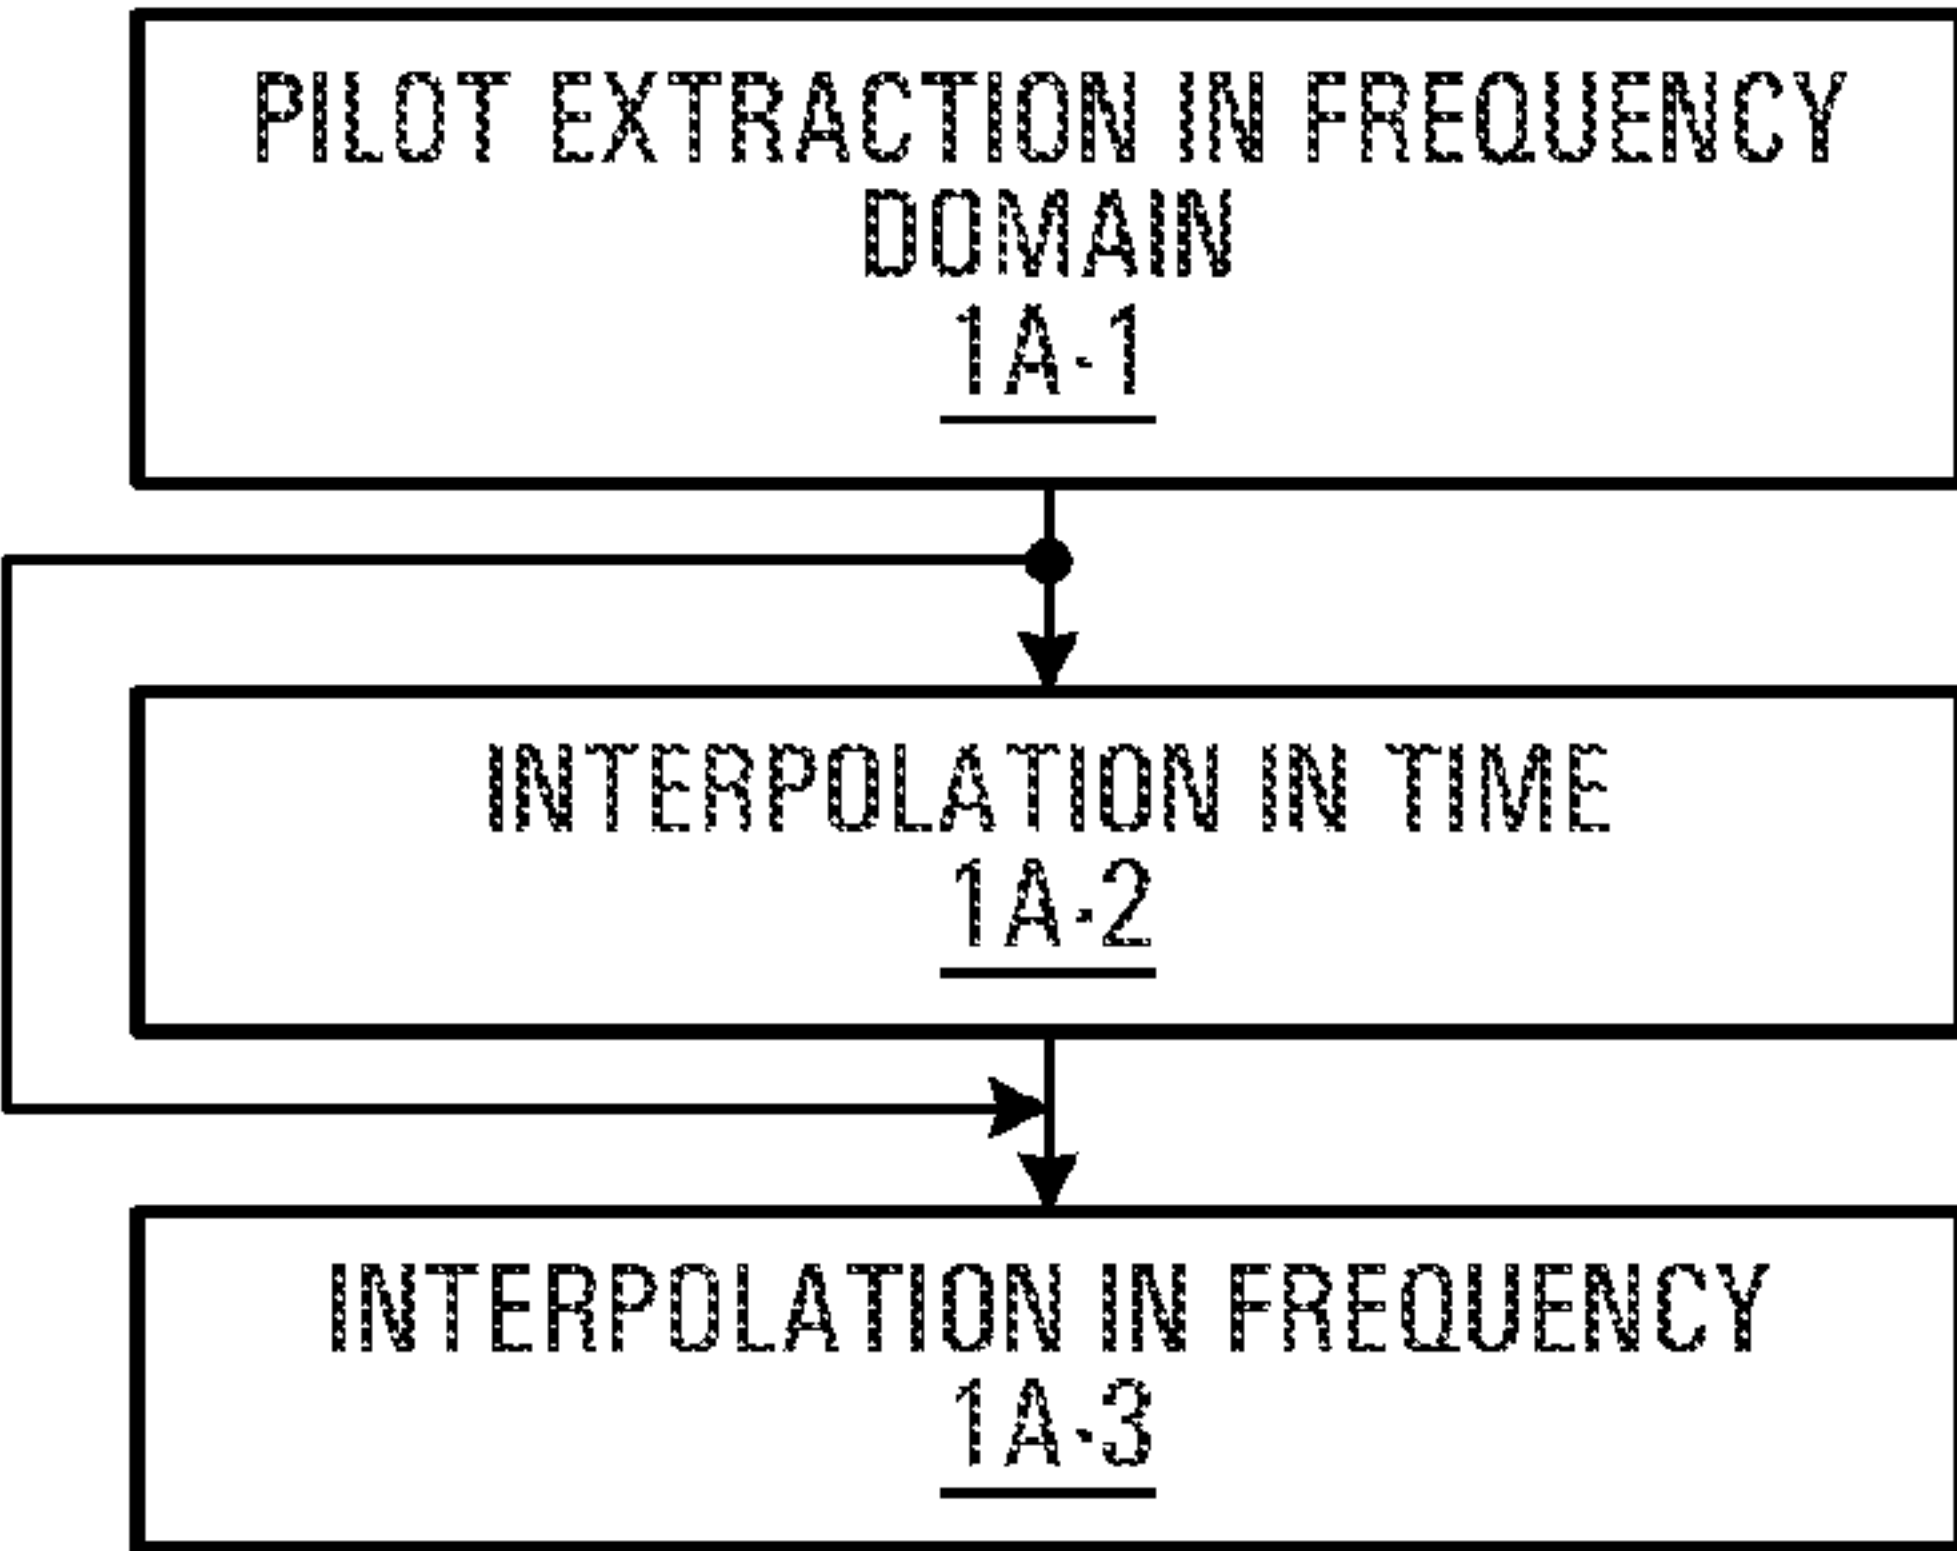 PILOT EXTRACTION IN FREQUENCY
DOMAIN
1A-1
INTERPOLATION IN TIME
1A-2
INTERPOLATION IN FREQUENCY
1A-3